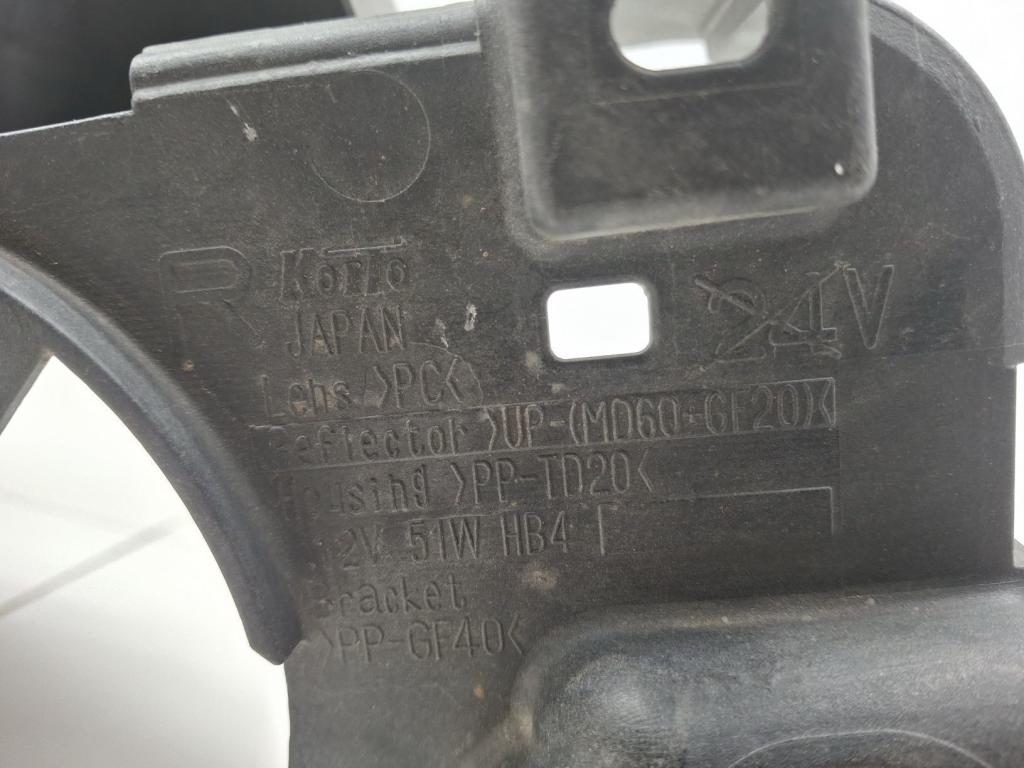 R Koito
JAPAN
24V
Lens >PC<
Reflector >UP-(MD60+GF20)<
Housing >PP-TD20<
12V 51W HB4
Bracket
>PP-GF40<